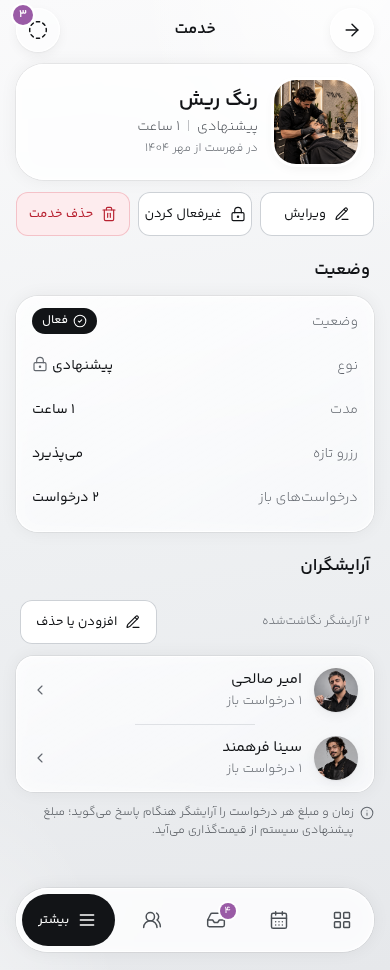 خدمت
۳
رنگ ریش
پیشنهادی | ۱ ساعت
در فهرست از مهر ۱۴۰۴
ویرایش
غیرفعال کردن
حذف خدمت
وضعیت
وضعیت فعال
نوع پیشنهادی
مدت ۱ ساعت
رزرو تازه می‌پذیرد
درخواست‌های باز ۲ درخواست
آرایشگران
۲ آرایشگر نگاشت‌شده
افزودن یا حذف
امیر صالحی
۱ درخواست باز
سینا فرهمند
۱ درخواست باز
زمان و مبلغ هر درخواست را آرایشگر هنگام پاسخ می‌گوید؛ مبلغ
پیشنهادی سیستم از قیمت‌گذاری می‌آید.
۴
بیشتر